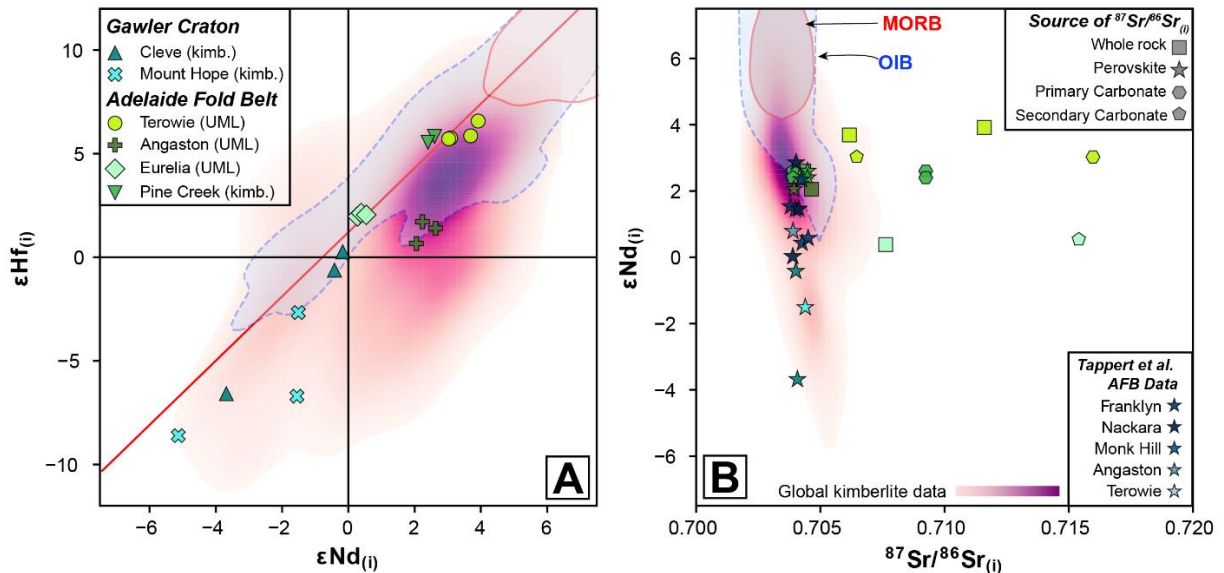 Gawler Craton
Cleve (kimb.)
Mount Hope (kimb.)
Adelaide Fold Belt
Terowie (UML)
Angaston (UML)
Eurelia (UML)
Pine Creek (kimb.)
10
5
0
−5
−10
εHf(i)
−6
−4
−2
0
2
4
6
εNd(i)
A
MORB
OIB
Source of ⁸⁷Sr/⁸⁶Sr(i)
Whole rock
Perovskite
Primary Carbonate
Secondary Carbonate
6
4
2
0
−2
−4
−6
εNd(i)
Tappert et al.
AFB Data
Franklyn
Nackara
Monk Hill
Angaston
Terowie
B
Global kimberlite data
0.700
0.705
0.710
0.715
0.720
⁸⁷Sr/⁸⁶Sr(i)